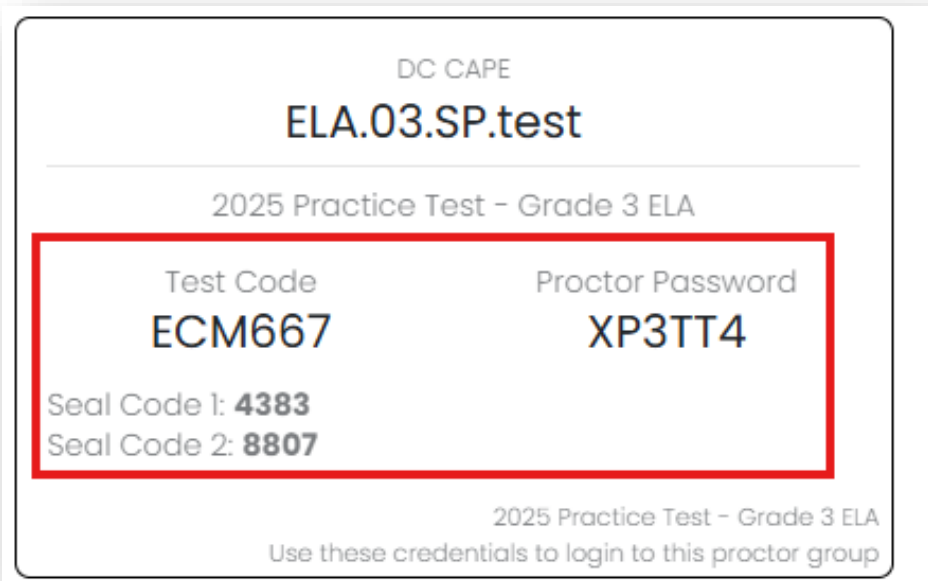 DC CAPE
ELA.03.SP.test
2025 Practice Test - Grade 3 ELA
Test Code Proctor Password
ECM667 XP3TT4
Seal Code 1: 4383
Seal Code 2: 8807
2025 Practice Test - Grade 3 ELA
Use these credentials to login to this proctor group